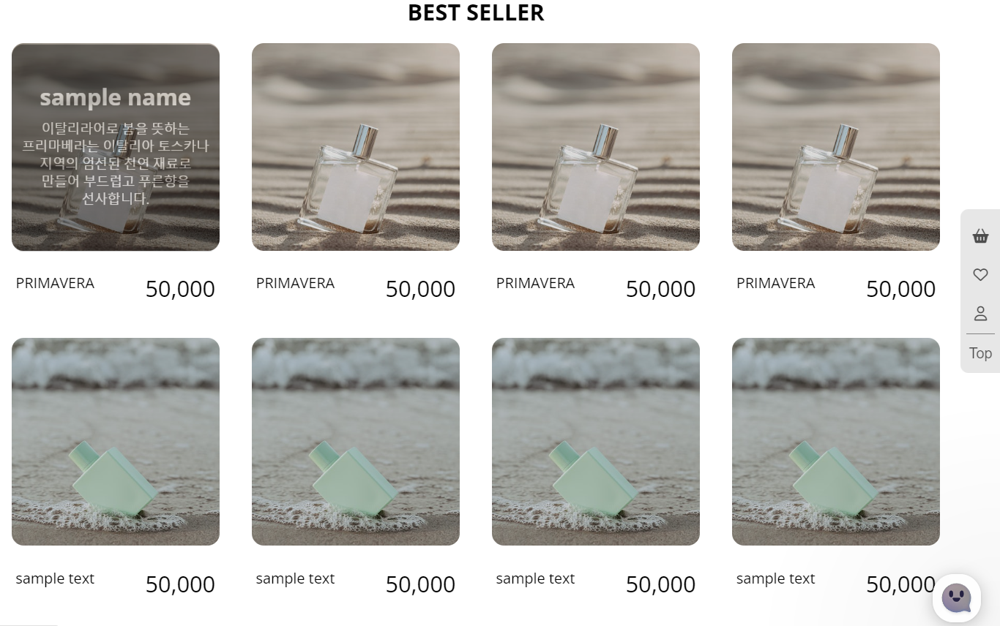 BEST SELLER
sample name
이탈리라어로 봄을 뜻하는
프리마베라는 이탈리아 토스카나
지역의 엄선된 천연 재료로
만들어 부드럽고 푸른향을
선사합니다.
PRIMAVERA 50,000
PRIMAVERA 50,000
PRIMAVERA 50,000
PRIMAVERA 50,000
Top
sample text 50,000
sample text 50,000
sample text 50,000
sample text 50,000